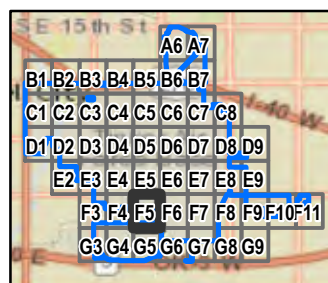 SE 15th St
A6 A7
B1 B2 B3 B4 B5 B6 B7
C1 C2 C3 C4 C5 C6 C7 C8
I-40 W
D1 D2 D3 D4 D5 D6 D7 D8 D9
E2 E3 E4 E5 E6 E7 E8 E9
F3 F4 F5 F6 F7 F8 F9 F10 F11
G3 G4 G5 G6 G7 G8 G9